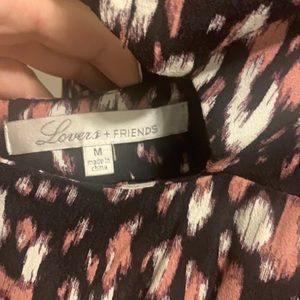 Lovers + FRIENDS
M
made in
china